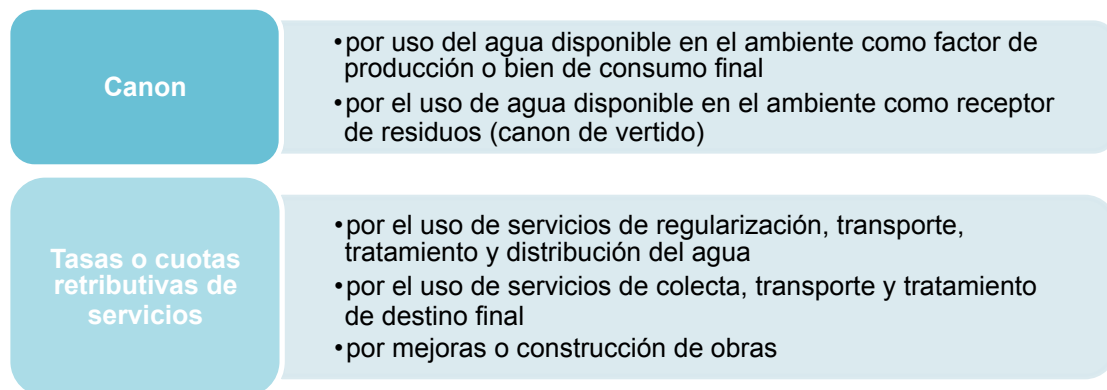 Canon
•por uso del agua disponible en el ambiente como factor de
producción o bien de consumo final
•por el uso de agua disponible en el ambiente como receptor
de residuos (canon de vertido)
Tasas o cuotas
retributivas de
servicios
•por el uso de servicios de regularización, transporte,
tratamiento y distribución del agua
•por el uso de servicios de colecta, transporte y tratamiento
de destino final
•por mejoras o construcción de obras